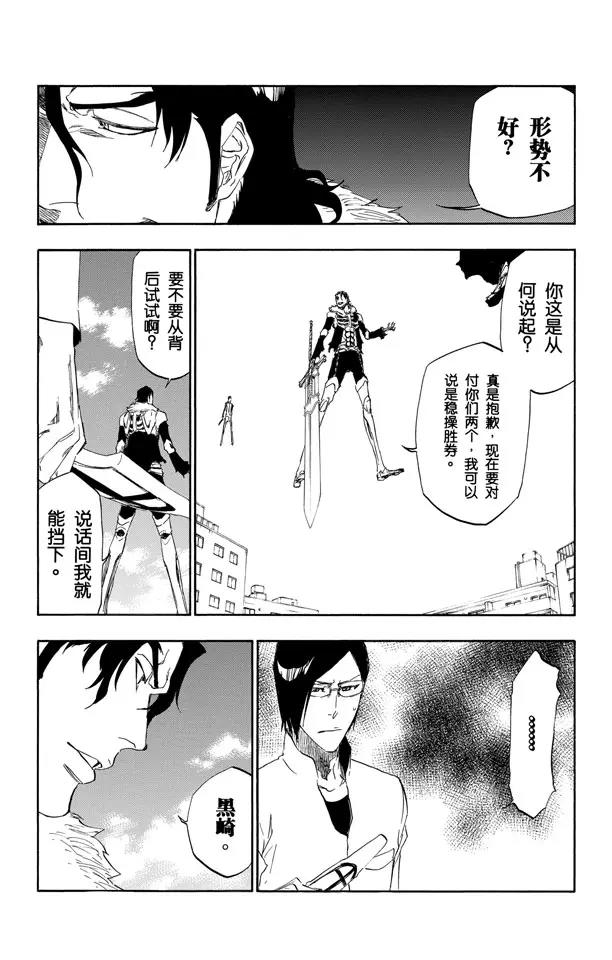 形势不
好？
你这是从
何说起？
真是抱歉，现在要对
付你们两个，我可以
说是稳操胜券。
要不要从背
后试试啊？
说话间我就
能挡下。
………
黑崎。